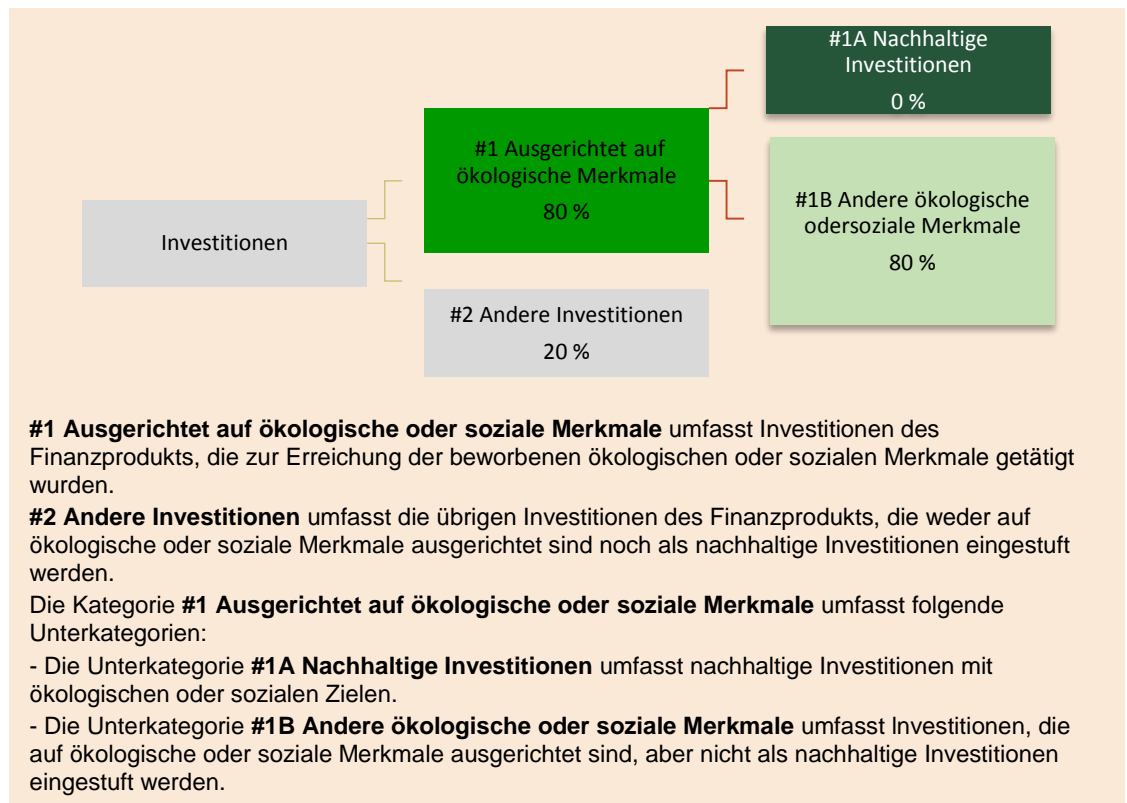 #1A Nachhaltige
Investitionen
0 %
#1 Ausgerichtet auf
ökologische Merkmale
80 %
#1B Andere ökologische
odersoziale Merkmale
80 %
Investitionen
#2 Andere Investitionen
20 %
#1 Ausgerichtet auf ökologische oder soziale Merkmale umfasst Investitionen des
Finanzprodukts, die zur Erreichung der beworbenen ökologischen oder sozialen Merkmale getätigt
wurden.
#2 Andere Investitionen umfasst die übrigen Investitionen des Finanzprodukts, die weder auf
ökologische oder soziale Merkmale ausgerichtet sind noch als nachhaltige Investitionen eingestuft
werden.
Die Kategorie #1 Ausgerichtet auf ökologische oder soziale Merkmale umfasst folgende
Unterkategorien:
- Die Unterkategorie #1A Nachhaltige Investitionen umfasst nachhaltige Investitionen mit
ökologischen oder sozialen Zielen.
- Die Unterkategorie #1B Andere ökologische oder soziale Merkmale umfasst Investitionen, die
auf ökologische oder soziale Merkmale ausgerichtet sind, aber nicht als nachhaltige Investitionen
eingestuft werden.